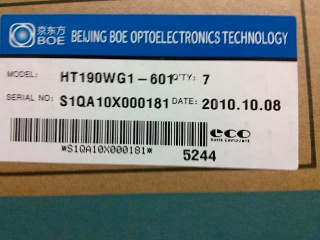 京东方
BOE BEIJING BOE OPTOELECTRONICS TECHNOLOGY
MODEL: HT190WG1-601 Q'TY: 7
SERIAL NO: S1QA10X000181 DATE: 2010.10.08
eco
*S1QA10X000181*
5244